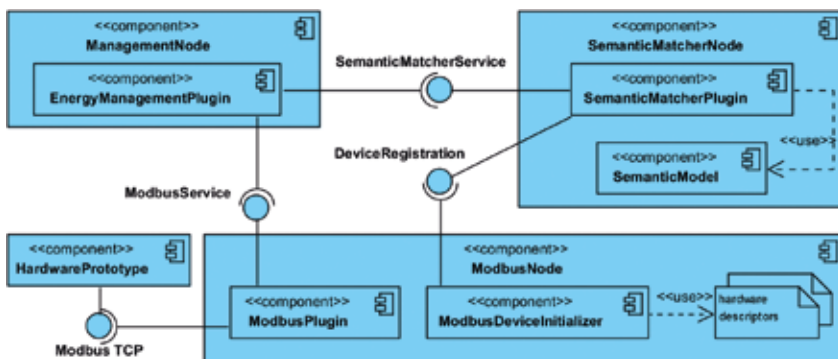 <<component>>
ManagementNode
<<component>>
EnergyManagementPlugin
SemanticMatcherService
<<component>>
SemanticMatcherNode
<<component>>
SemanticMatcherPlugin
<<use>>
<<component>>
SemanticModel
DeviceRegistration
ModbusService
<<component>>
HardwarePrototype
Modbus TCP
<<component>>
ModbusNode
<<component>>
ModbusPlugin
<<component>>
ModbusDeviceInitializer
<<use>>
hardware
descriptors